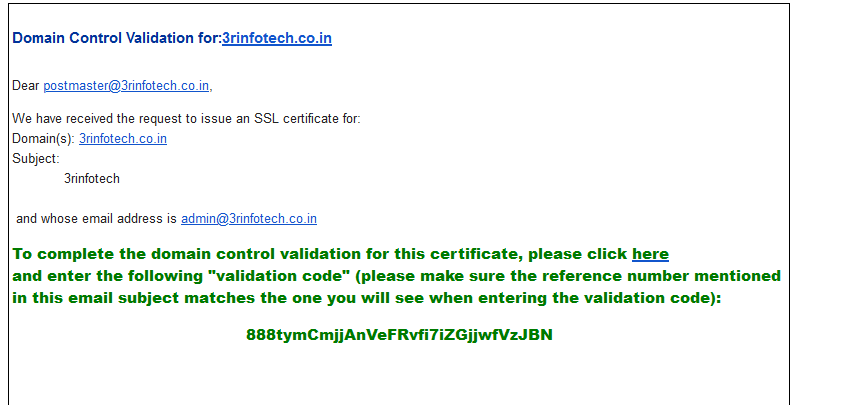 Domain Control Validation for:3rinfotech.co.in
Dear postmaster@3rinfotech.co.in,
We have received the request to issue an SSL certificate for:
Domain(s): 3rinfotech.co.in
Subject:
3rinfotech
and whose email address is admin@3rinfotech.co.in
To complete the domain control validation for this certificate, please click here
and enter the following "validation code" (please make sure the reference number mentioned
in this email subject matches the one you will see when entering the validation code):
888tymCmjjAnVeFRvfi7iZGjjwfVzJBN